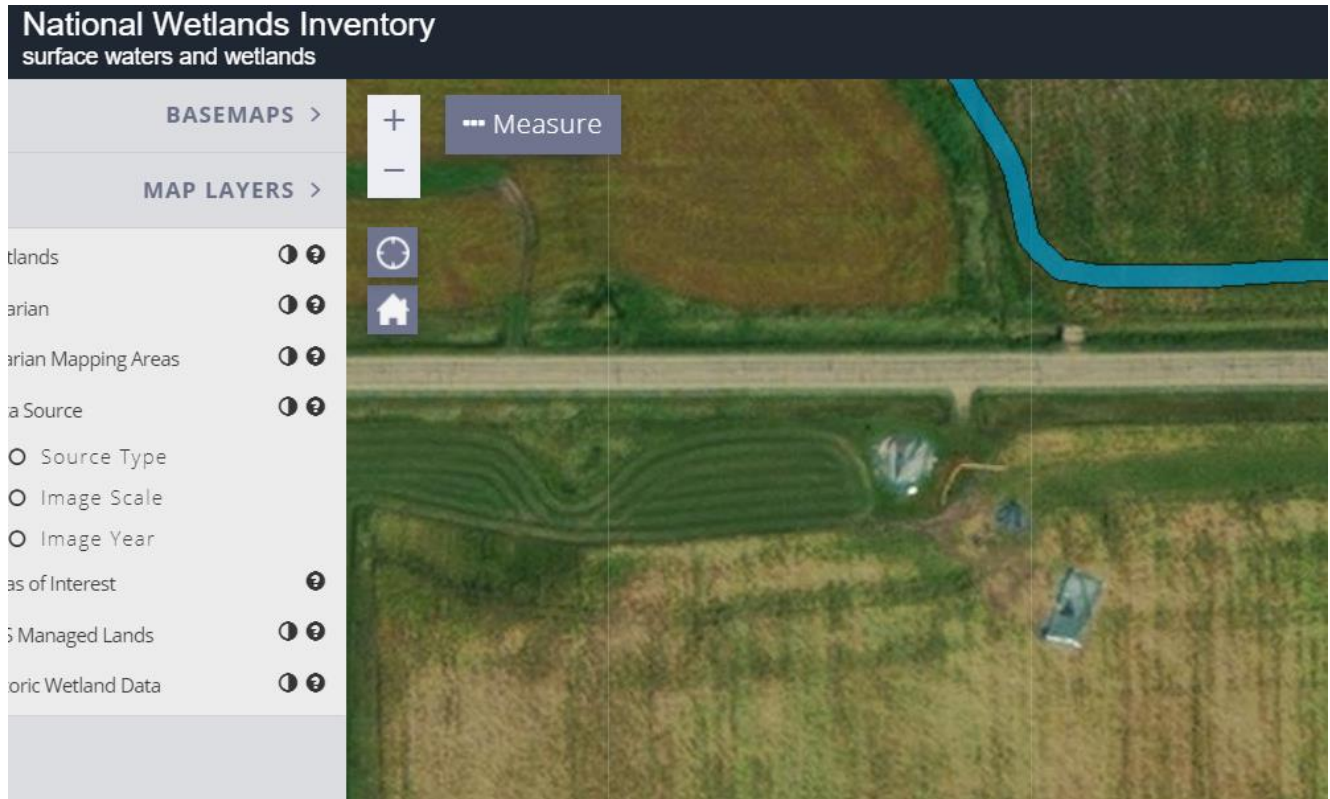 National Wetlands Inventory
surface waters and wetlands
BASEMAPS >
MAP LAYERS >
+
−
Measure
tlands
arian
arian Mapping Areas
a Source
Source Type
Image Scale
Image Year
as of Interest
S Managed Lands
oric Wetland Data